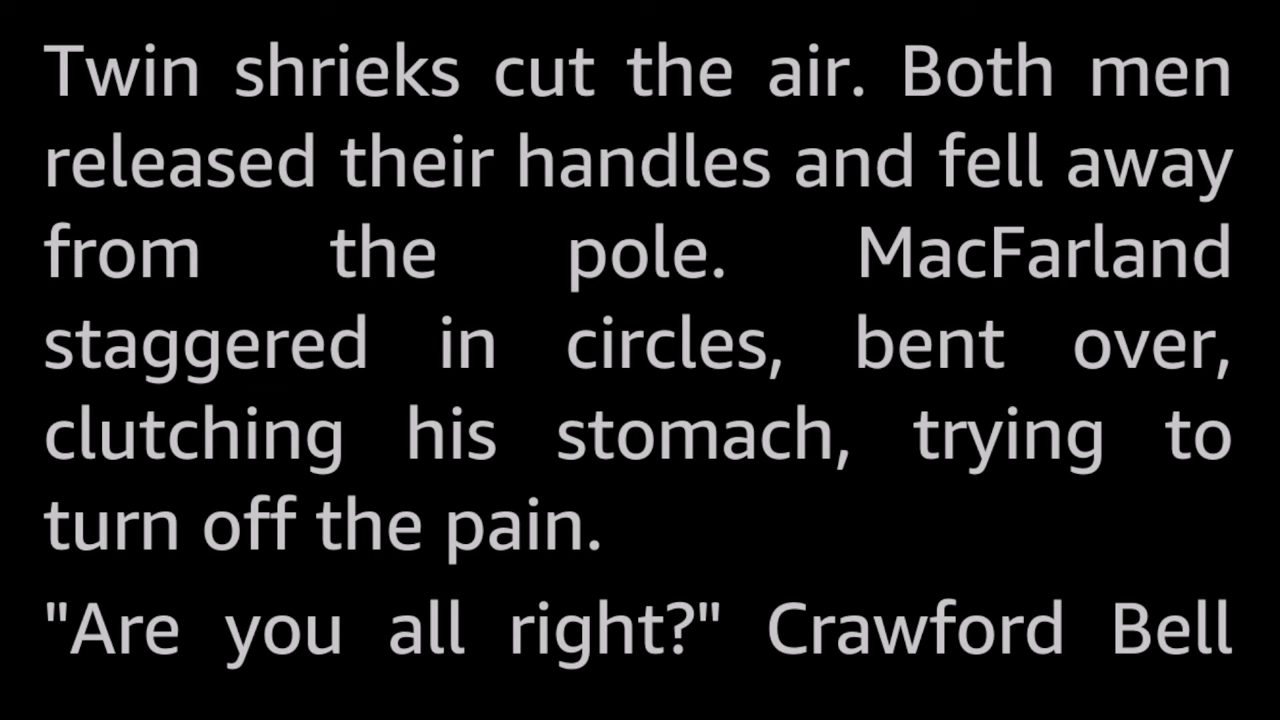 Twin shrieks cut the air. Both men
released their handles and fell away
from the pole. MacFarland
staggered in circles, bent over,
clutching his stomach, trying to
turn off the pain.
"Are you all right?" Crawford Bell